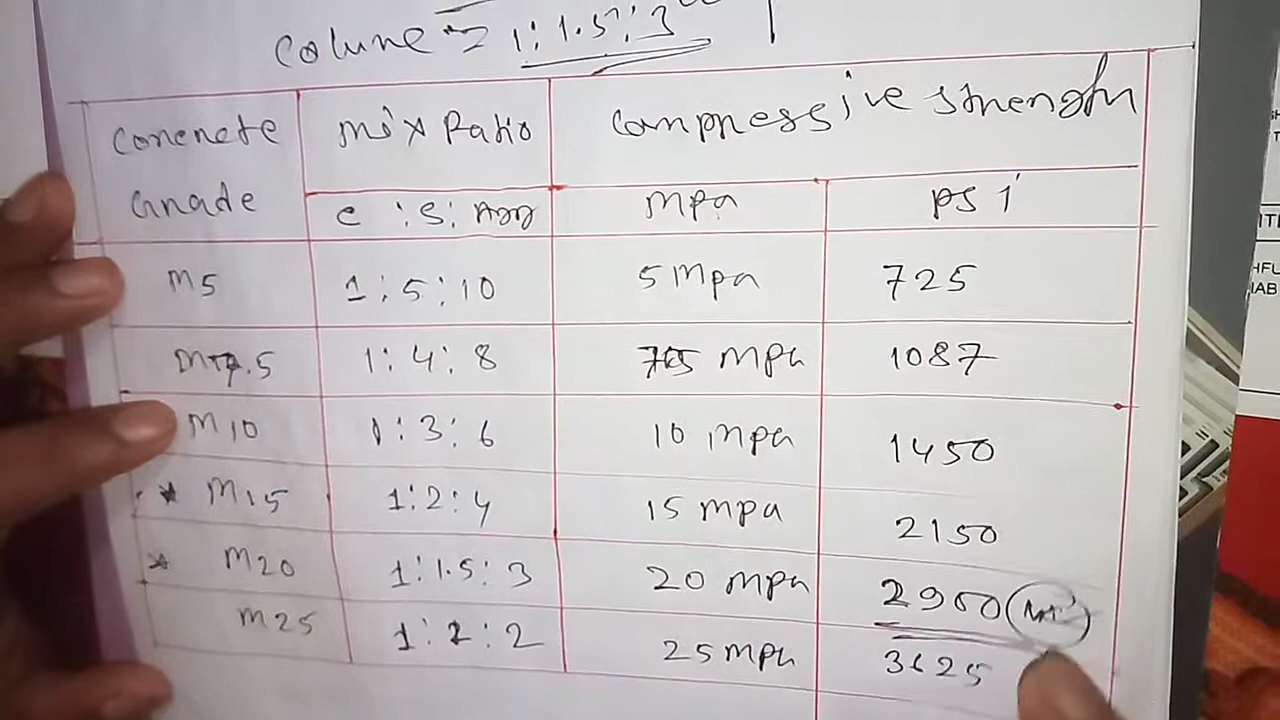 Colume => 1:1.5:3
Concrete Grade | Mix Ratio | Compressive strength
C : S : Agg | Mpa | PSi
M5 | 1:5:10 | 5 Mpa | 725
M7.5 | 1:4:8 | 7.5 Mpa | 1087
M10 | 1:3:6 | 10 Mpa | 1450
* M15 | 1:2:4 | 15 mpa | 2150
* M20 | 1:1.5:3 | 20 mpa | 2900
M25 | 1:1:2 | 25 mpa | 3625